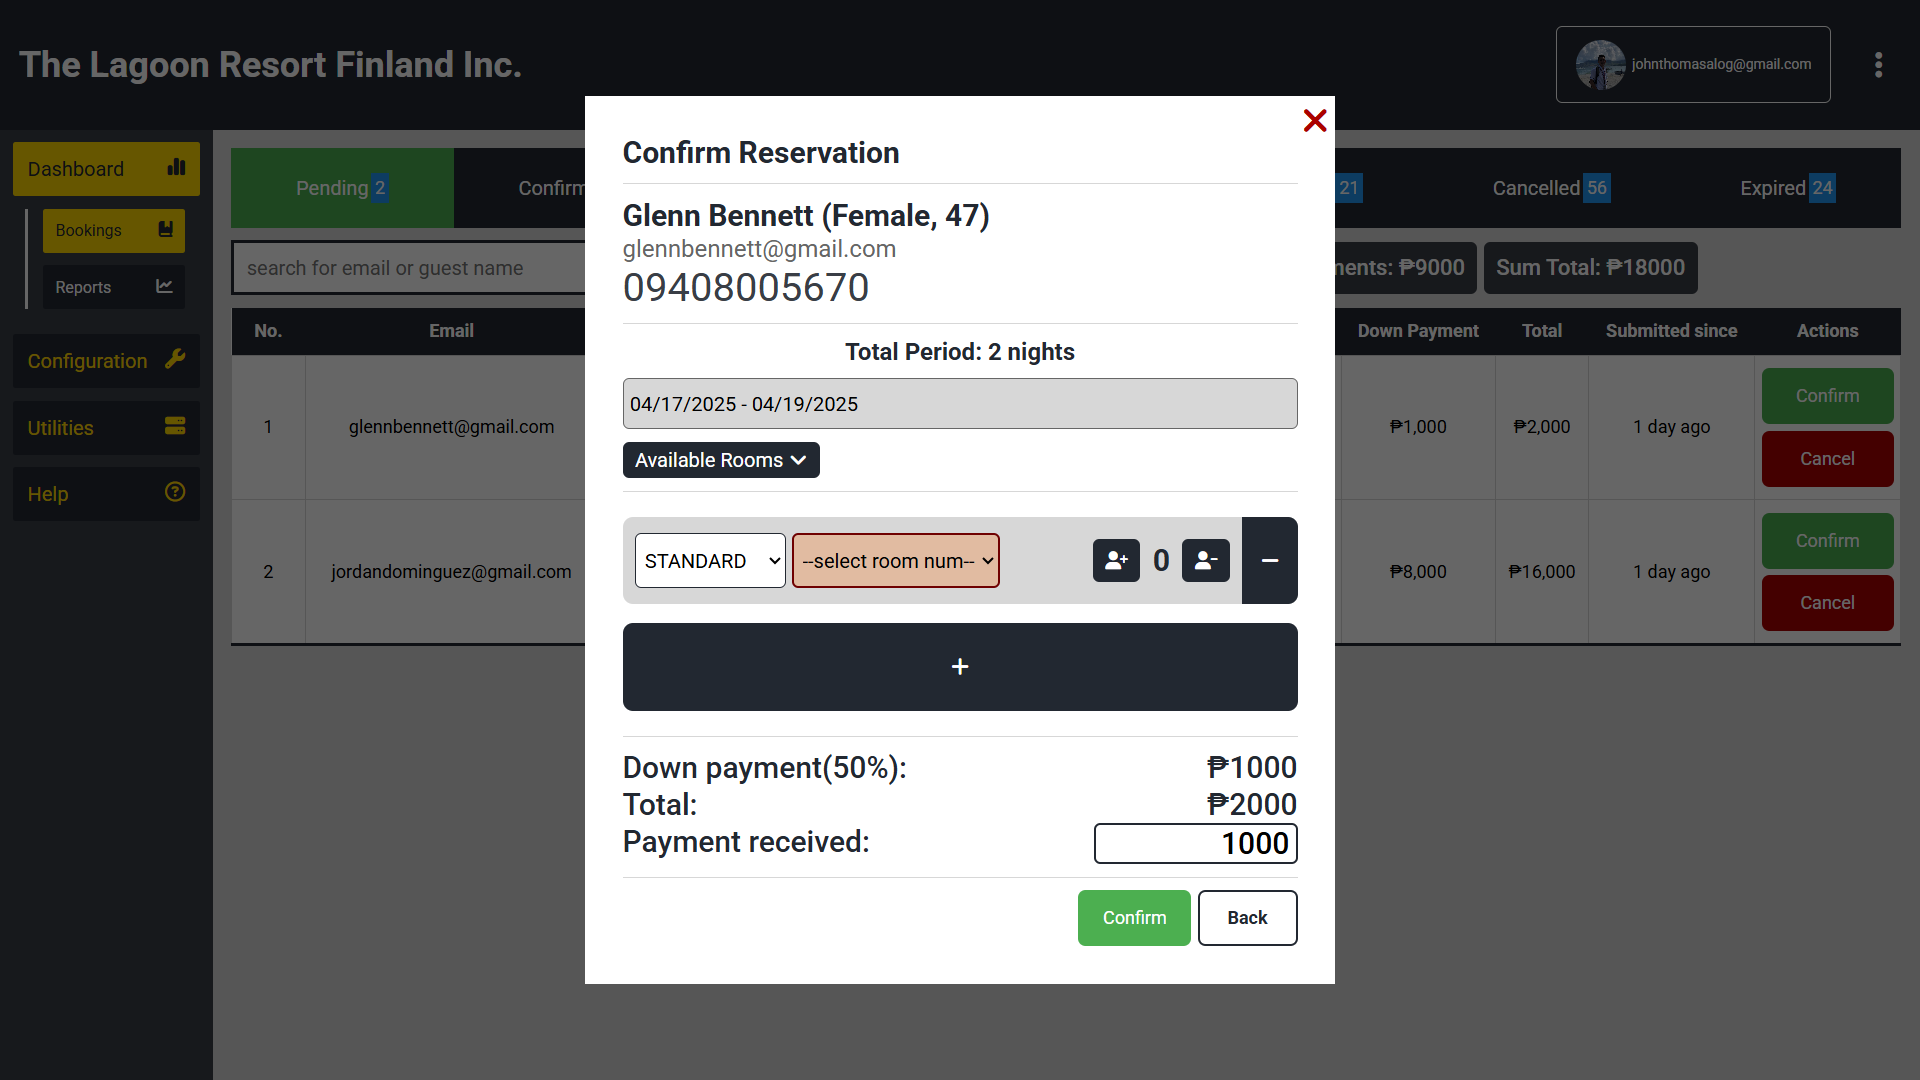 The Lagoon Resort Finland Inc.
johnthomasalog@gmail.com
Dashboard
Bookings
Reports
Configuration
Utilities
Help
Pending 2
Confirm
21
Cancelled 56
Expired 24
search for email or guest name
₱9000
Sum Total: ₱18000
No.
Email
Down Payment
Total
Submitted since
Actions
1
glennbennett@gmail.com
₱1,000
₱2,000
1 day ago
Confirm
Cancel
2
jordandominguez@gmail.com
₱8,000
₱16,000
1 day ago
Confirm
Cancel
Confirm Reservation
Glenn Bennett (Female, 47)
glennbennett@gmail.com
09408005670
Total Period: 2 nights
04/17/2025 - 04/19/2025
Available Rooms
STANDARD
--select room num--
0
+
Down payment(50%):
₱1000
Total:
₱2000
Payment received:
1000
Confirm
Back